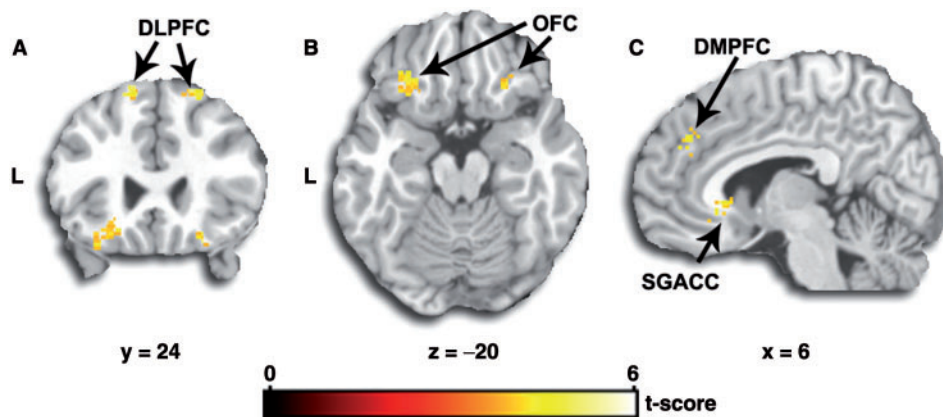 A DLPFC
B OFC
C DMPFC
L
L
SGACC
y = 24
z = −20
x = 6
0 6
t-score